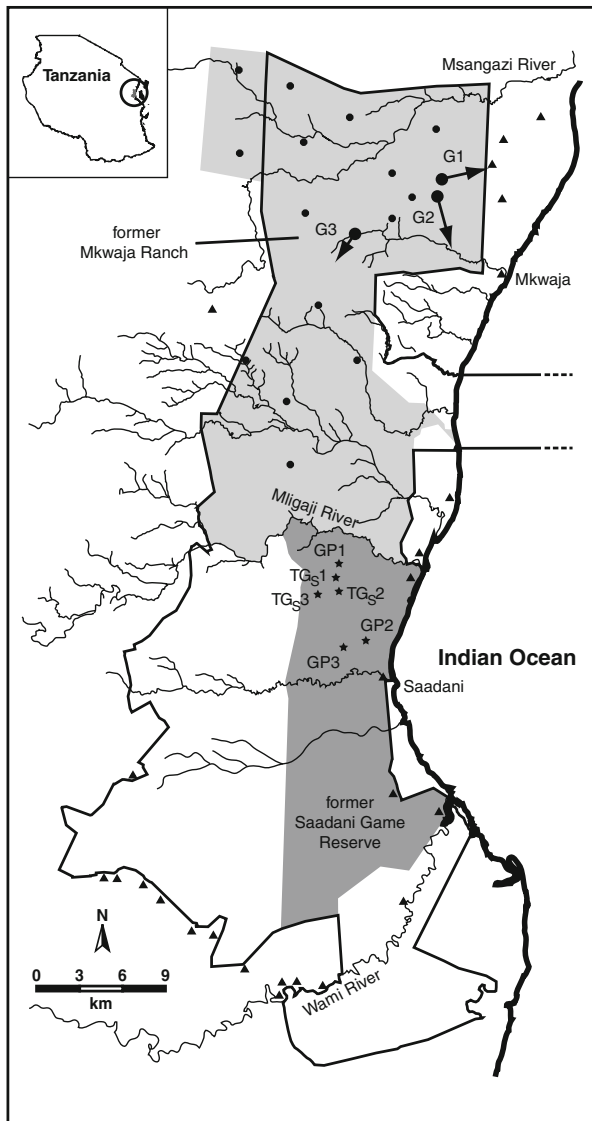 Tanzania
Msangazi River
G1
G2
G3
former
Mkwaja Ranch
Mkwaja
Mligaji River
GP1
TGS1
TGS3
TGS2
GP2
GP3
Indian Ocean
Saadani
former
Saadani Game
Reserve
N
0 3 6 9
km
Wami River